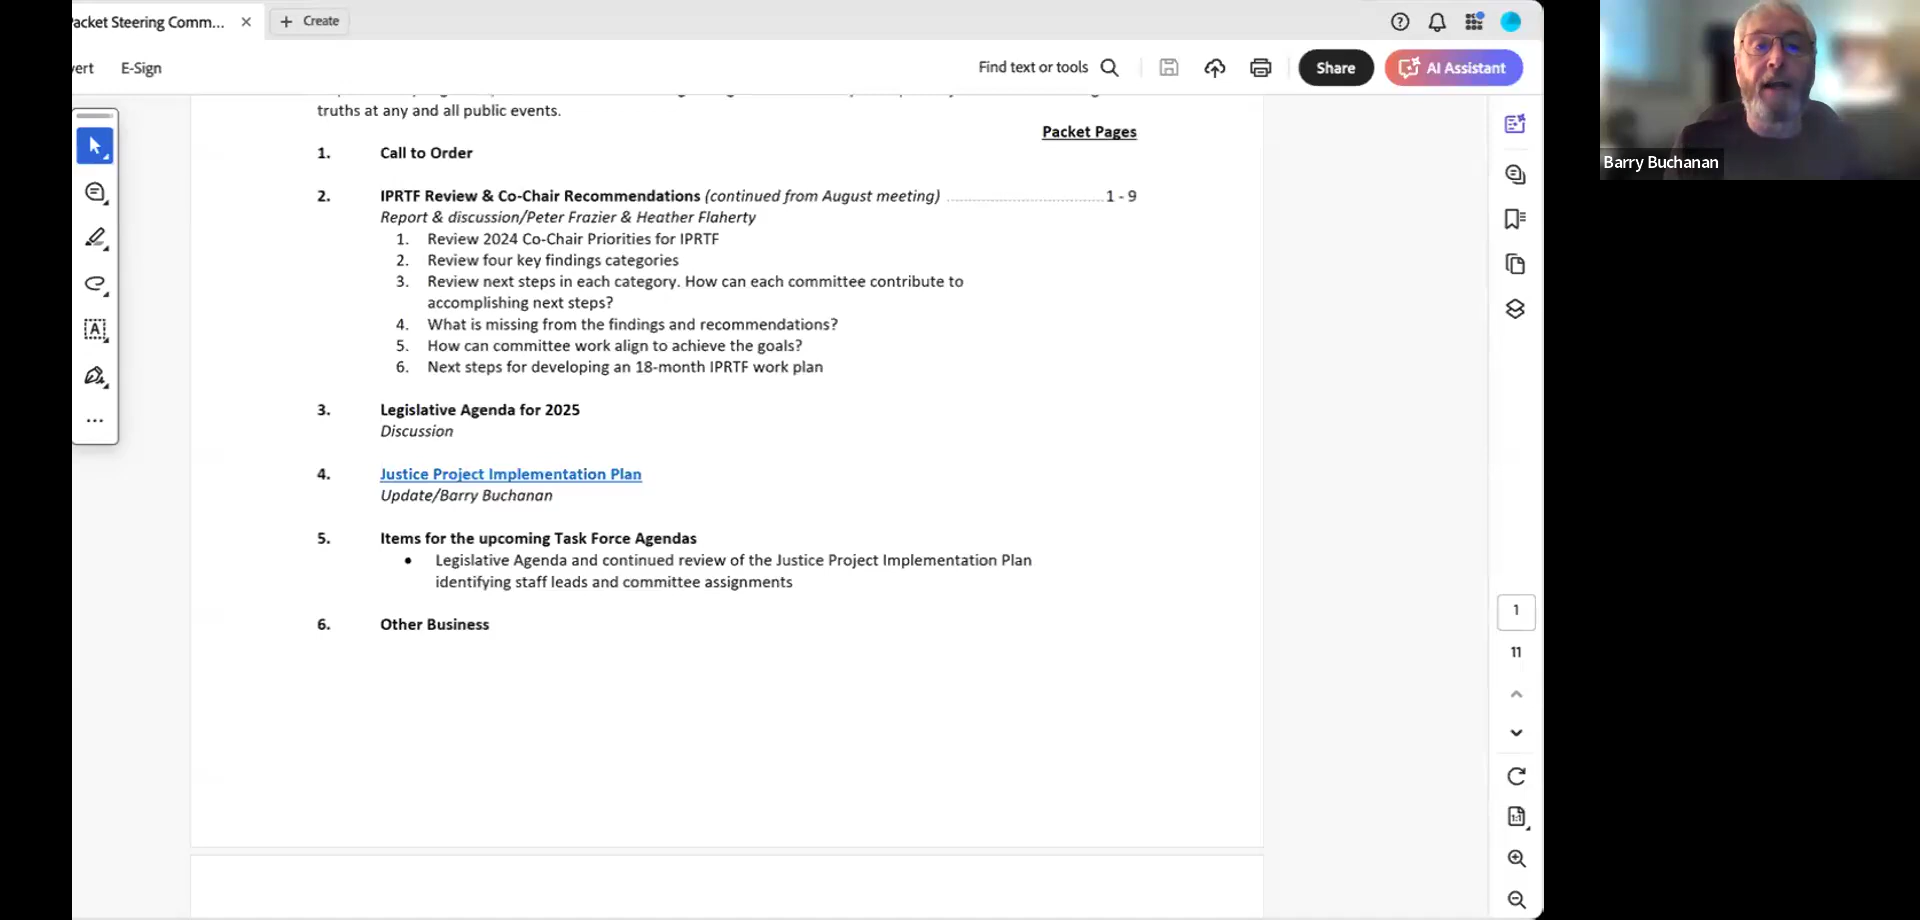 Packet Steering Comm...
Create
vert
E-Sign
Find text or tools
Share
AI Assistant
truths at any and all public events.
Packet Pages
1. Call to Order
2. IPRTF Review & Co-Chair Recommendations (continued from August meeting) ........................................ 1 - 9
Report & discussion/Peter Frazier & Heather Flaherty
1. Review 2024 Co-Chair Priorities for IPRTF
2. Review four key findings categories
3. Review next steps in each category. How can each committee contribute to
accomplishing next steps?
4. What is missing from the findings and recommendations?
5. How can committee work align to achieve the goals?
6. Next steps for developing an 18-month IPRTF work plan
3. Legislative Agenda for 2025
Discussion
4. Justice Project Implementation Plan
Update/Barry Buchanan
5. Items for the upcoming Task Force Agendas
• Legislative Agenda and continued review of the Justice Project Implementation Plan
identifying staff leads and committee assignments
6. Other Business
1
11
Barry Buchanan